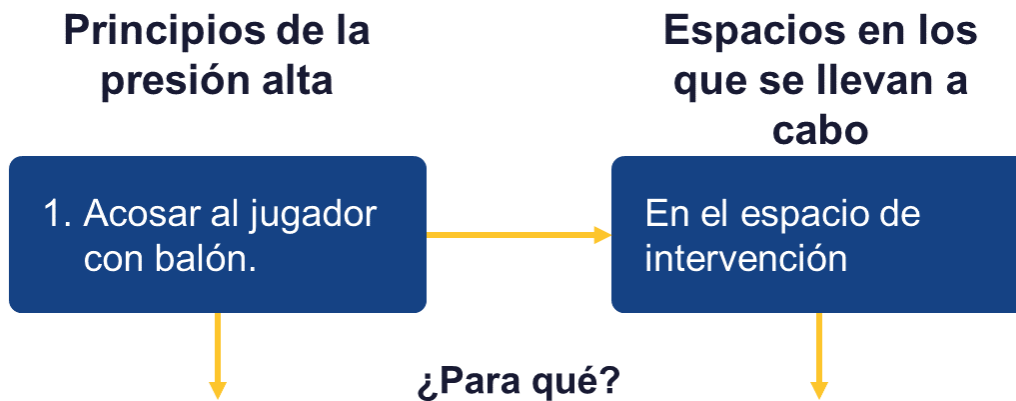 Principios de la
presión alta
Espacios en los
que se llevan a
cabo
1. Acosar al jugador
con balón.
En el espacio de
intervención
¿Para qué?